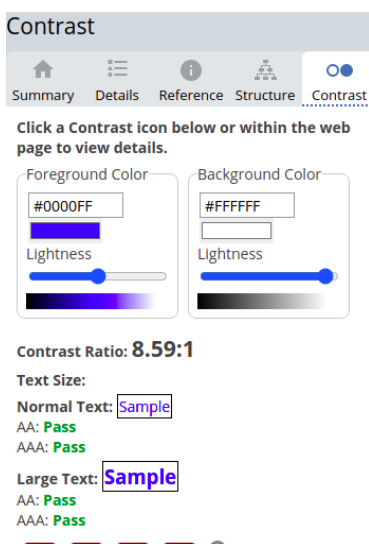 Contrast
Summary Details Reference Structure Contrast
Click a Contrast icon below or within the web
page to view details.
Foreground Color Background Color
#0000FF #FFFFFF
Lightness Lightness
Contrast Ratio: 8.59:1
Text Size:
Normal Text: Sample
AA: Pass
AAA: Pass
Large Text: Sample
AA: Pass
AAA: Pass